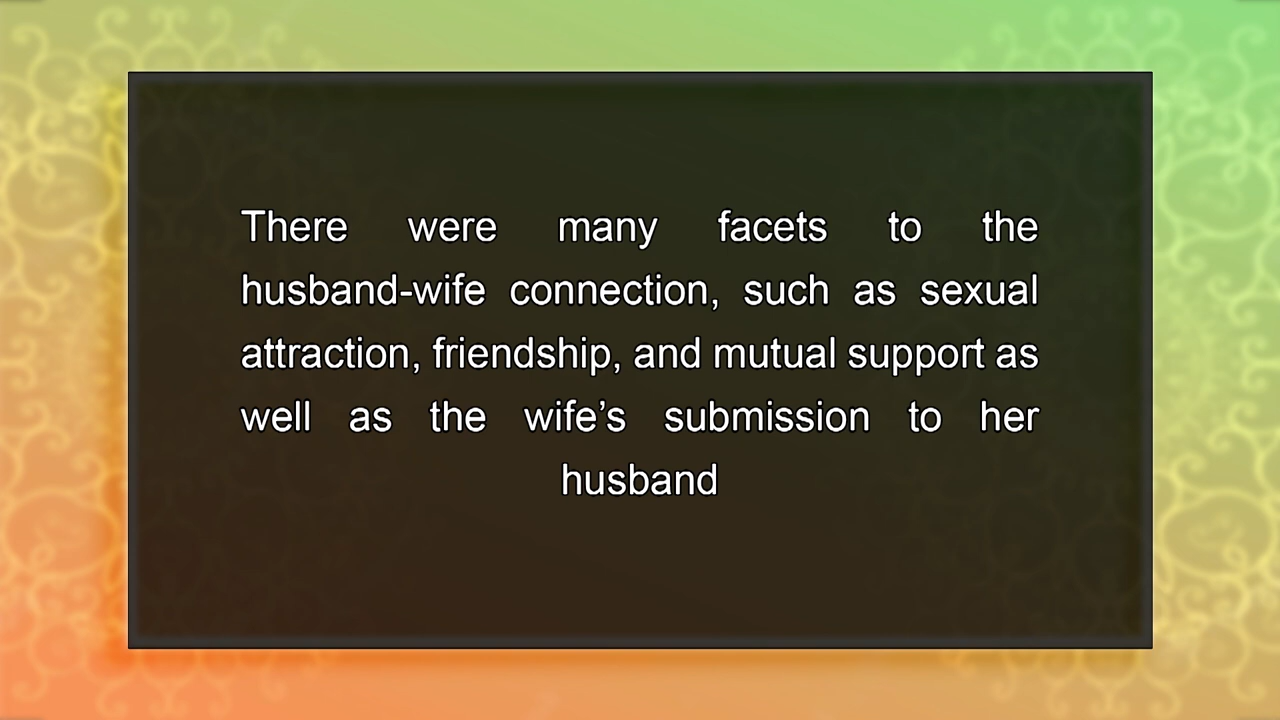 There were many facets to the
husband-wife connection, such as sexual
attraction, friendship, and mutual support as
well as the wife’s submission to her
husband